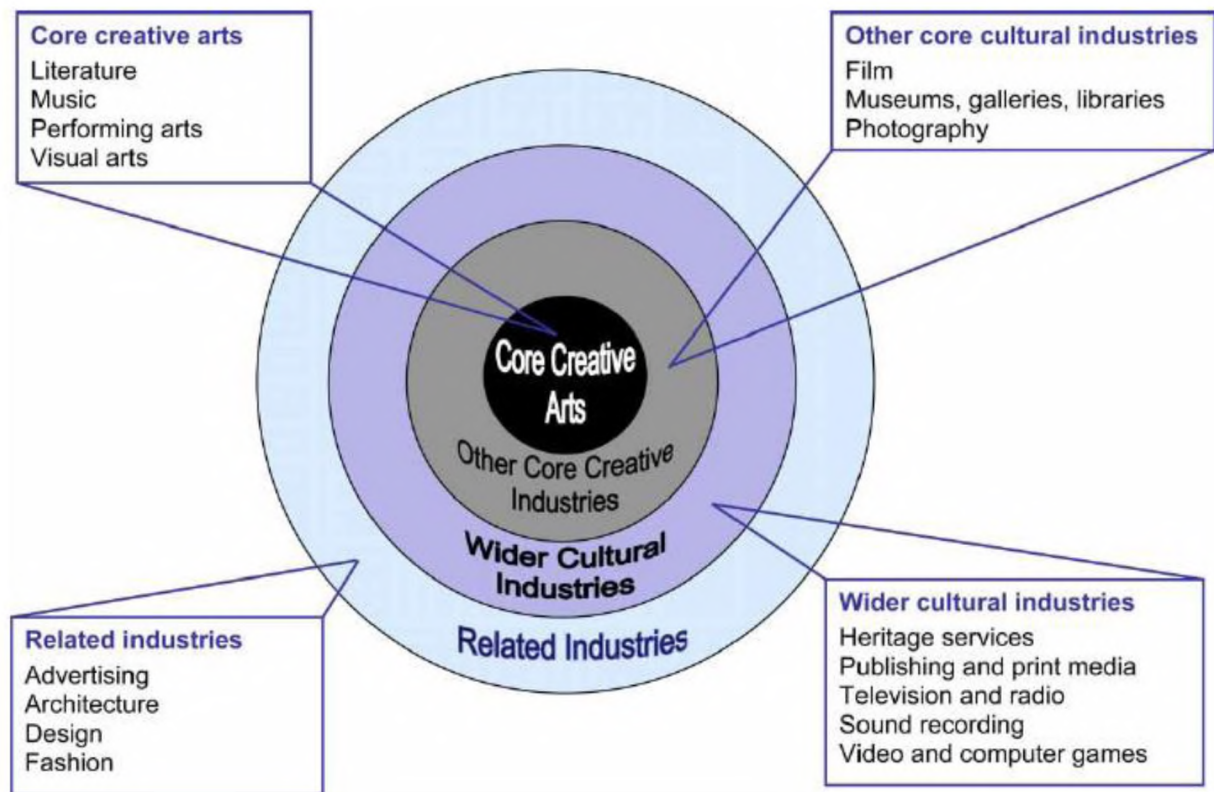 Core creative arts
Literature
Music
Performing arts
Visual arts
Other core cultural industries
Film
Museums, galleries, libraries
Photography
Core Creative
Arts
Other Core Creative
Industries
Wider Cultural
Industries
Related Industries
Related industries
Advertising
Architecture
Design
Fashion
Wider cultural industries
Heritage services
Publishing and print media
Television and radio
Sound recording
Video and computer games